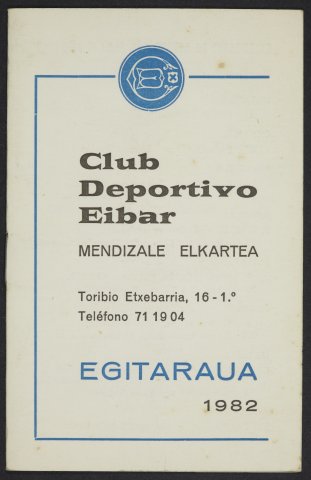 Club
Deportivo
Eibar
MENDIZALE ELKARTEA
Toribio Etxebarria, 16 - 1.º
Teléfono 71 19 04
EGITARAUA
1982